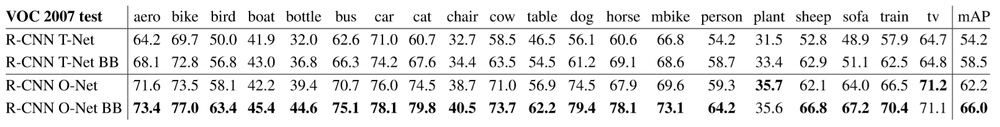 VOC 2007 test aero bike bird boat bottle bus car cat chair cow table dog horse mbike person plant sheep sofa train tv mAP
R-CNN T-Net 64.2 69.7 50.0 41.9 32.0 62.6 71.0 60.7 32.7 58.5 46.5 56.1 60.6 66.8 54.2 31.5 52.8 48.9 57.9 64.7 54.2
R-CNN T-Net BB 68.1 72.8 56.8 43.0 36.8 66.3 74.2 67.6 34.4 63.5 54.5 61.2 69.1 68.6 58.7 33.4 62.9 51.1 62.5 64.8 58.5
R-CNN O-Net 71.6 73.5 58.1 42.2 39.4 70.7 76.0 74.5 38.7 71.0 56.9 74.5 67.9 69.6 59.3 35.7 62.1 64.0 66.5 71.2 62.2
R-CNN O-Net BB 73.4 77.0 63.4 45.4 44.6 75.1 78.1 79.8 40.5 73.7 62.2 79.4 78.1 73.1 64.2 35.6 66.8 67.2 70.4 71.1 66.0